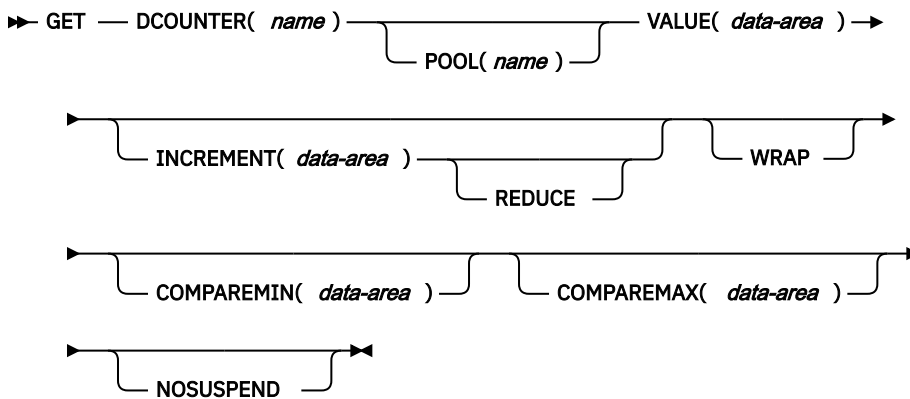 GET DCOUNTER( name ) VALUE( data-area )
POOL( name )
INCREMENT( data-area ) WRAP
REDUCE
COMPAREMIN( data-area ) COMPAREMAX( data-area )
NOSUSPEND